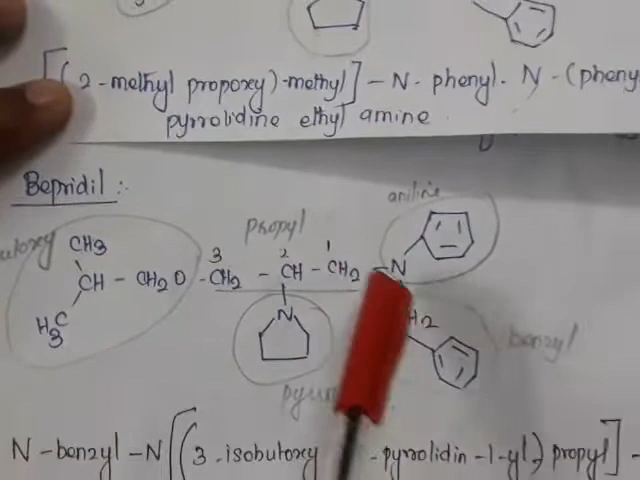 [(2-methyl propoxy)-methyl] - N - phenyl - N - (pheny
pyrrolidine ethyl amine
Bepridil :-
aniline
propyl
utoxy
CH3
3
2
1
CH - CH2O - CH2 - CH - CH2 - N
H3C
N
H2
benzyl
N - benzyl - N [(3-isobutoxy -pyrrolidin-1-yl) propyl] -